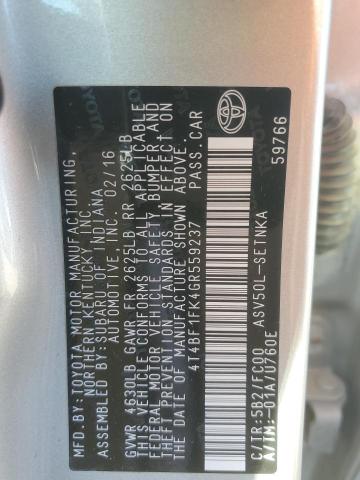 MFD. BY: TOYOTA MOTOR MANUFACTURING,
NORTHERN KENTUCKY, INC.
ASSEMBLED BY: SUBARU OF INDIANA
AUTOMOTIVE, INC. 02/16
GVWR 4630LB GAWR FR 2625LB RR 2625LB
THIS VEHICLE CONFORMS TO ALL APPLICABLE
FEDERAL MOTOR VEHICLE SAFETY, BUMPER AND
THEFT PREVENTION STANDARDS IN EFFECT ON
THE DATE OF MANUFACTURE SHOWN ABOVE.
4T4BF1FK4GR559237 PASS.CAR
C/TR:5B2/FC00 ASV50L-SETNKA
A/TM:-01A/U760E 59766
TOYOTA